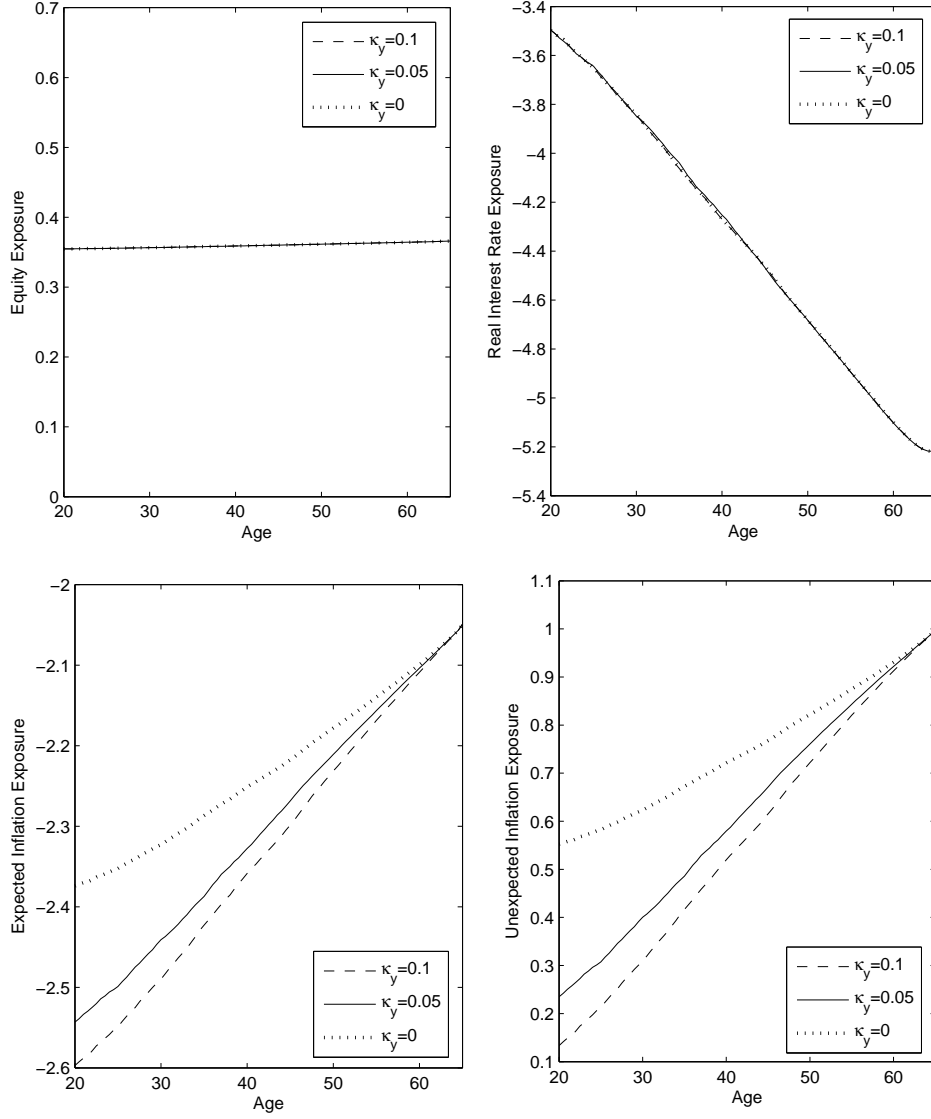 0.7
0.6
0.5
0.4
0.3
0.2
0.1
0
20 30 40 50 60
Age
Equity Exposure
κy=0.1
κy=0.05
κy=0
−3.4
−3.6
−3.8
−4
−4.2
−4.4
−4.6
−4.8
−5
−5.2
−5.4
20 30 40 50 60
Age
Real Interest Rate Exposure
κy=0.1
κy=0.05
κy=0
−2
−2.1
−2.2
−2.3
−2.4
−2.5
−2.6
20 30 40 50 60
Age
Expected Inflation Exposure
κy=0.1
κy=0.05
κy=0
1.1
1
0.9
0.8
0.7
0.6
0.5
0.4
0.3
0.2
0.1
20 30 40 50 60
Age
Unexpected Inflation Exposure
κy=0.1
κy=0.05
κy=0